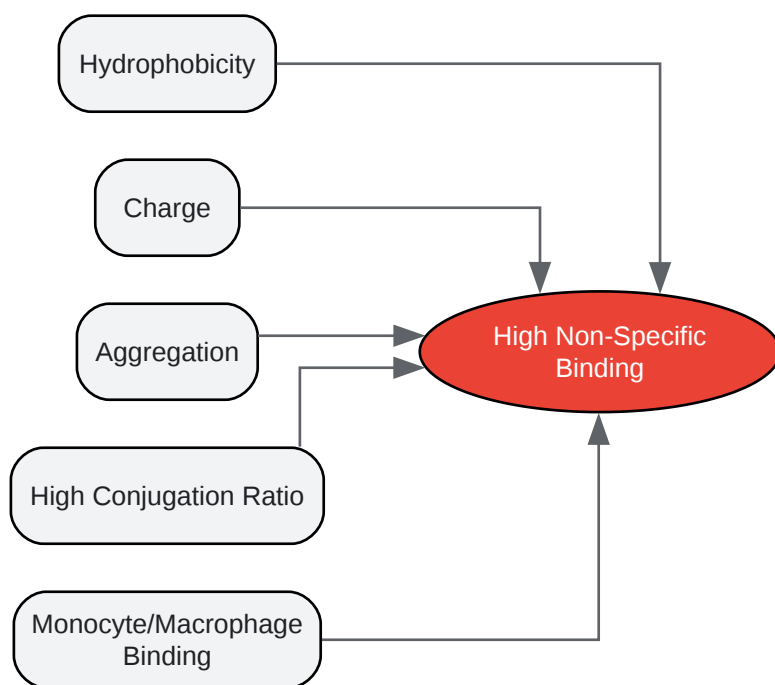 Hydrophobicity
Charge
Aggregation
High Non-Specific
Binding
High Conjugation Ratio
Monocyte/Macrophage
Binding